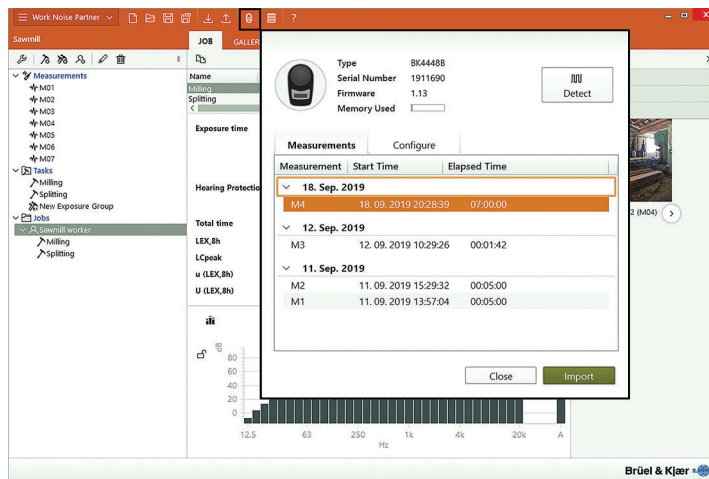 Work Noise Partner
?
Sawmill
JOB
GALLER
Measurements
M01
M02
M03
M04
M05
M06
M07
Tasks
Milling
Splitting
New Exposure Group
Jobs
Sawmill worker
Milling
Splitting
Name
Milling
Splitting
Exposure time
Hearing Protectio
Total time
LEX,8h
LCpeak
u (LEX,8h)
U (LEX,8h)
Type BK4448B
Serial Number 1911690
Firmware 1.13
Memory Used
Detect
Measurements Configure
Measurement Start Time Elapsed Time
18. Sep. 2019
M4 18. 09. 2019 20:28:39 07:00:00
12. Sep. 2019
M3 12. 09. 2019 10:29:26 00:01:42
11. Sep. 2019
M2 11. 09. 2019 15:29:32 00:05:00
M1 11. 09. 2019 13:57:04 00:05:00
Close Import
2 (M04)
dB
80
60
40
20
0
12.5 63 250 1k 4k 20k A
Hz
Brüel & Kjær